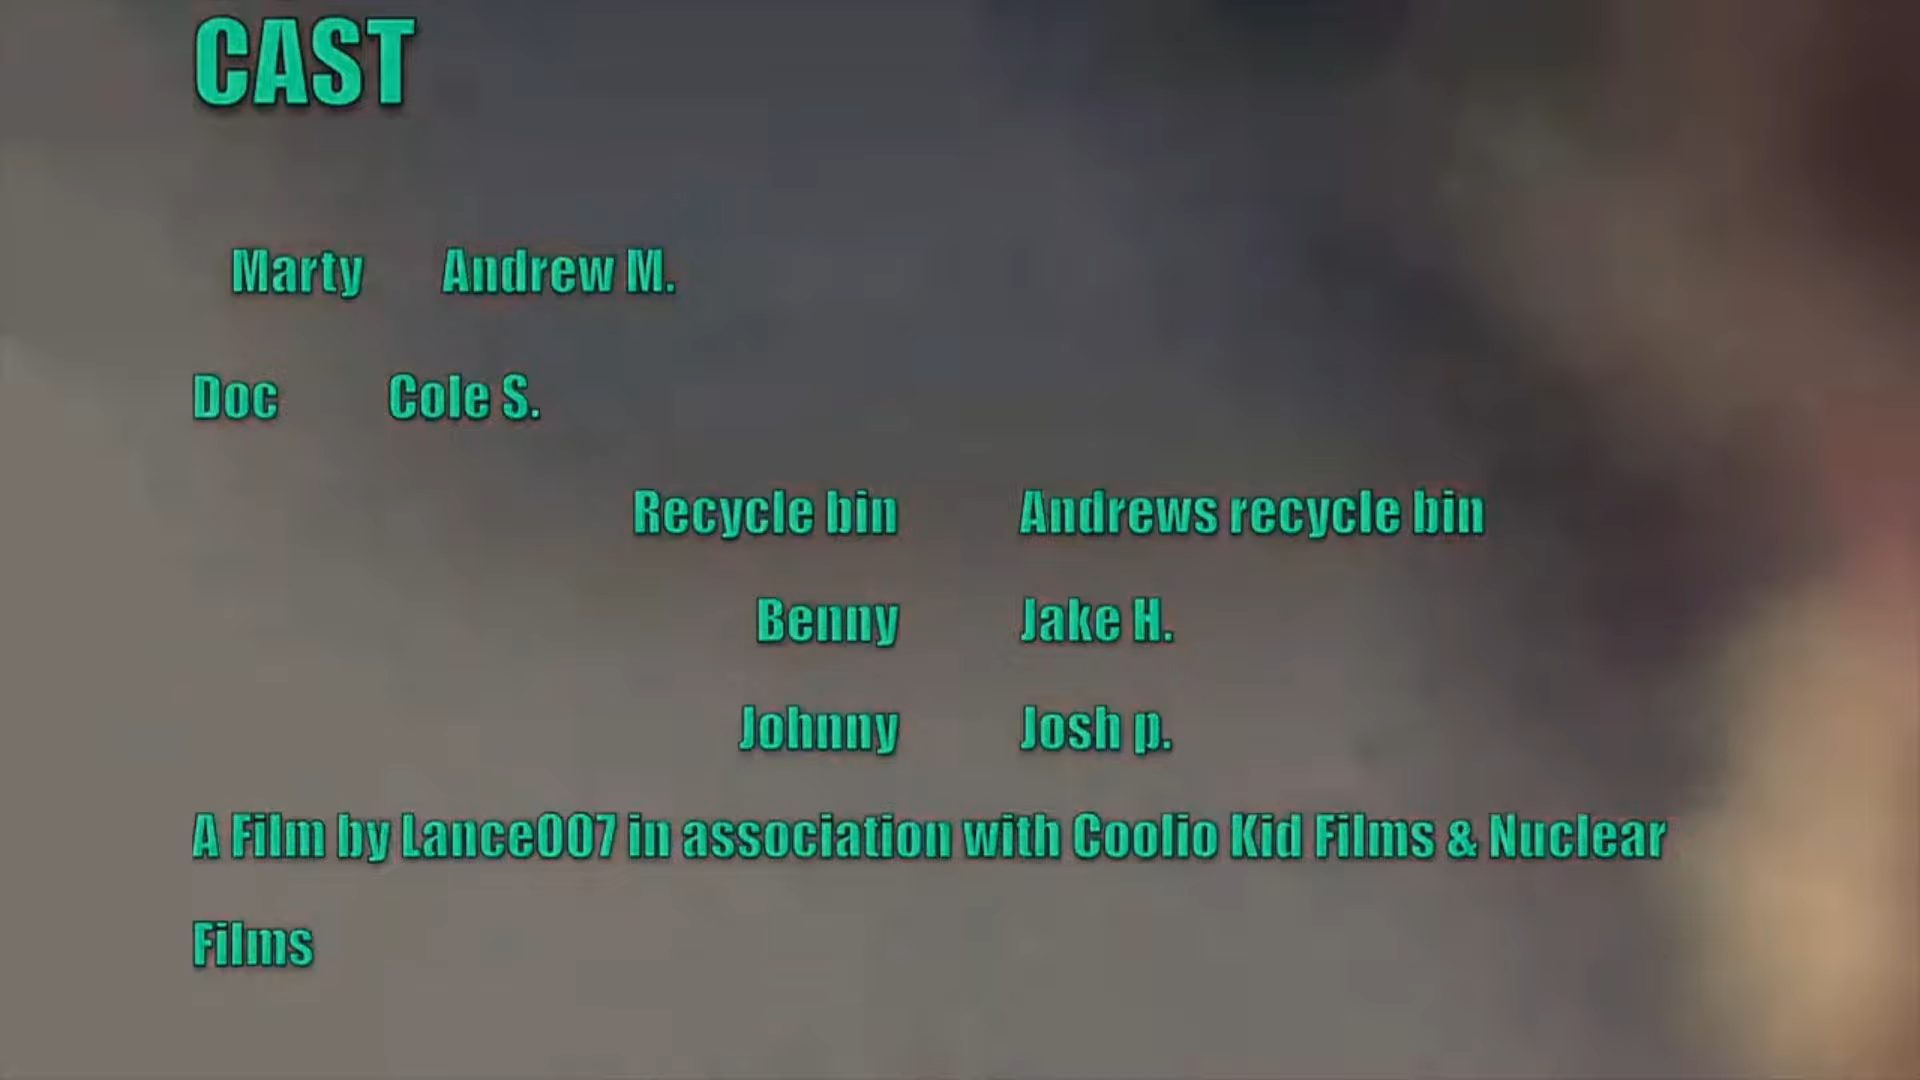 CAST
Marty Andrew M.
Doc Cole S.
Recycle bin Andrews recycle bin
Benny Jake H.
Johnny Josh p.
A Film by Lance007 in association with Coolio Kid Films & Nuclear
Films